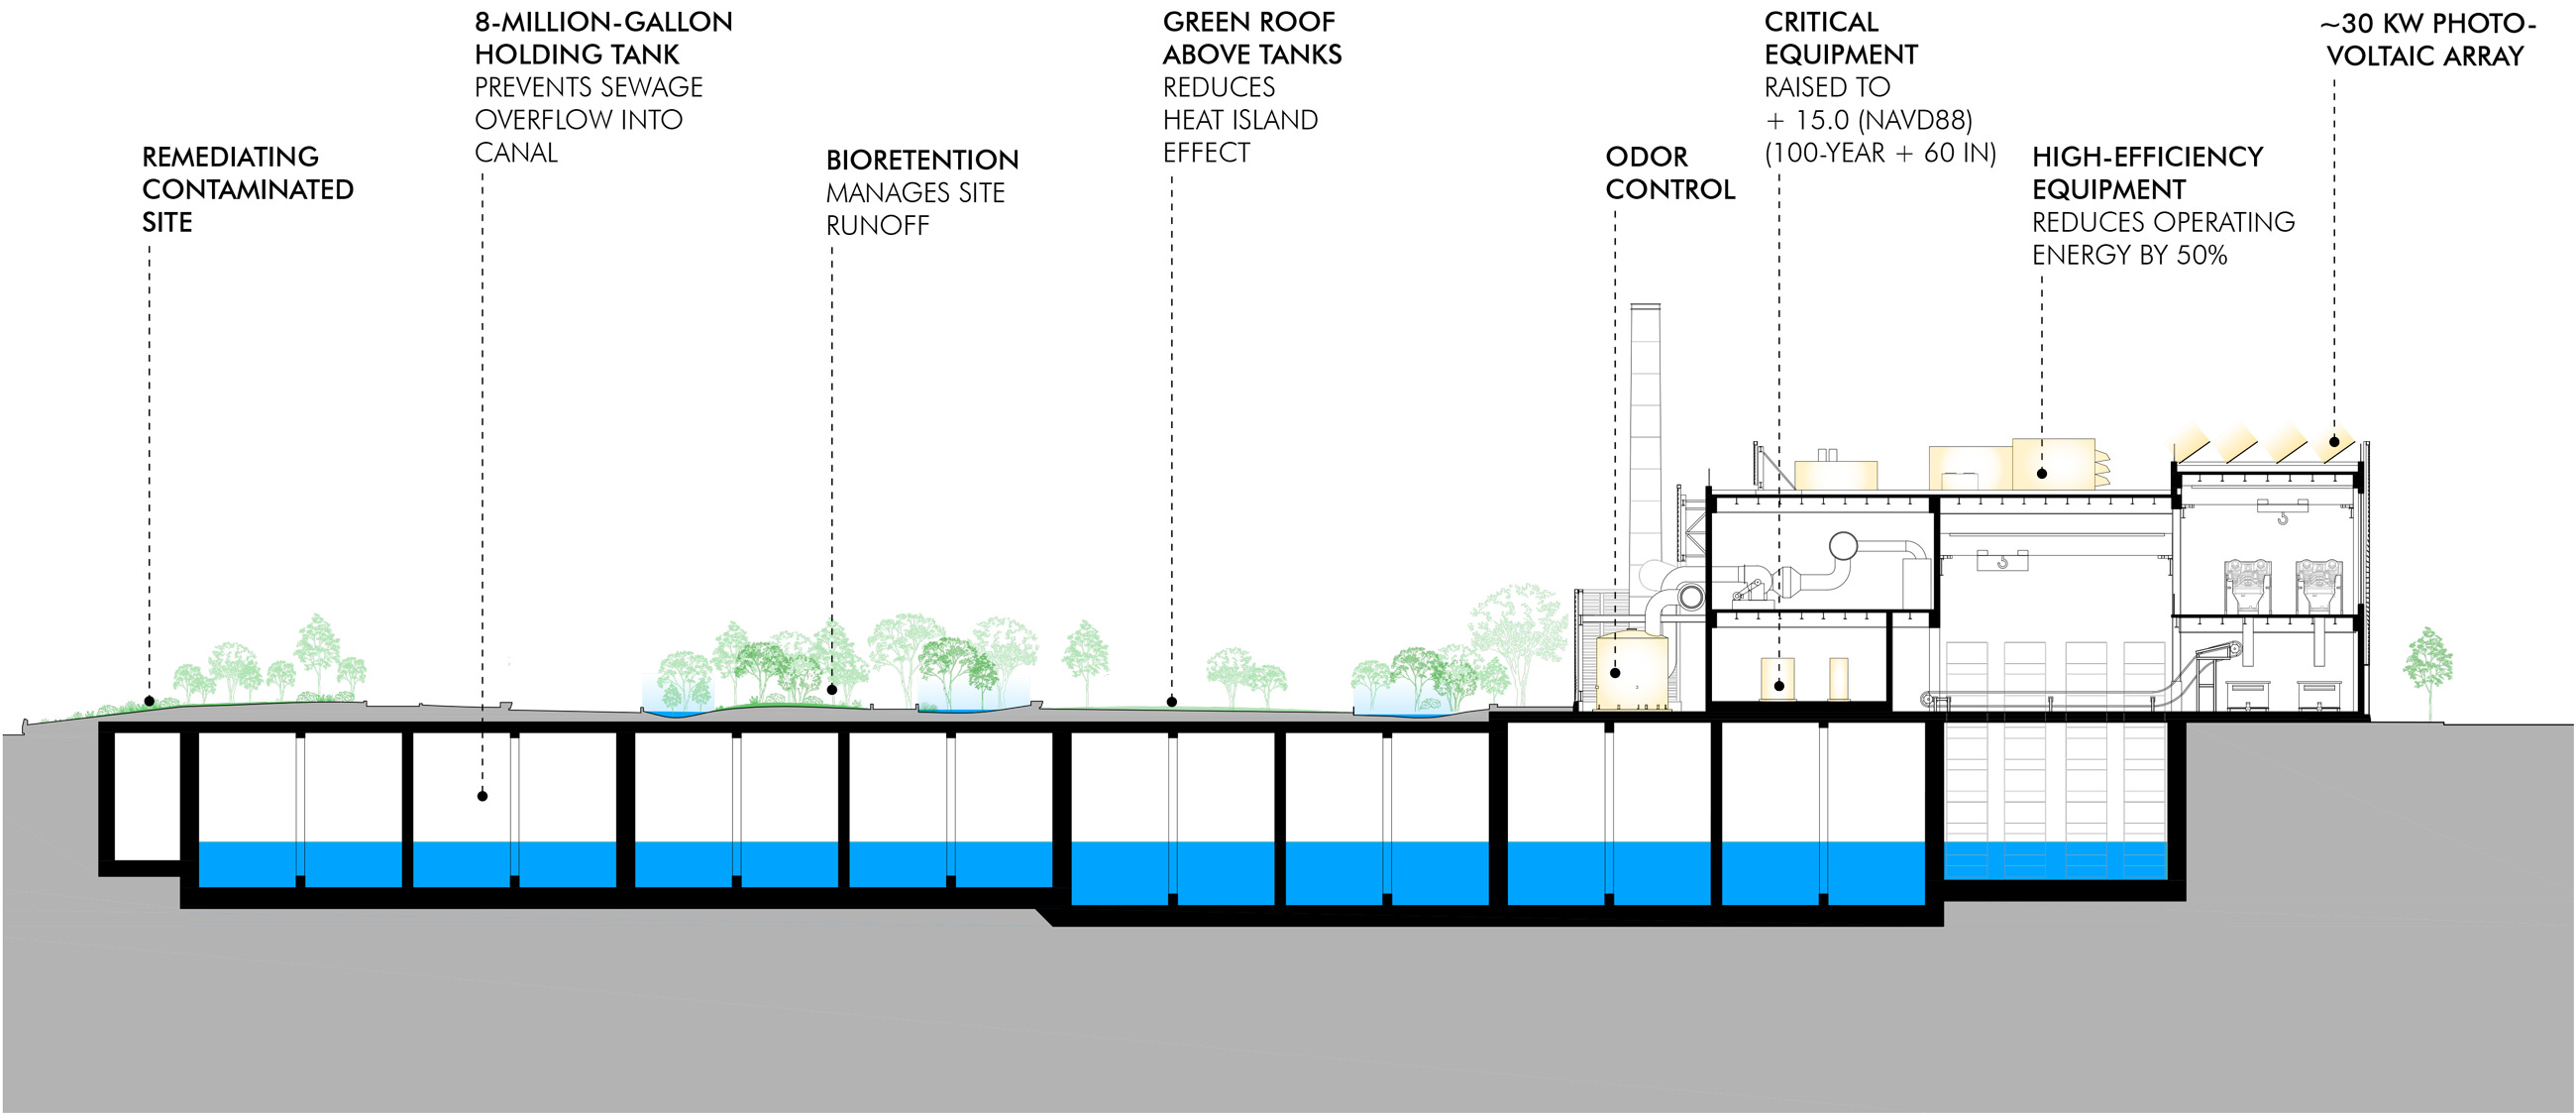 REMEDIATING
CONTAMINATED
SITE
8-MILLION-GALLON
HOLDING TANK
PREVENTS SEWAGE
OVERFLOW INTO
CANAL
BIORETENTION
MANAGES SITE
RUNOFF
GREEN ROOF
ABOVE TANKS
REDUCES
HEAT ISLAND
EFFECT
ODOR
CONTROL
CRITICAL
EQUIPMENT
RAISED TO
+ 15.0 (NAVD88)
(100-YEAR + 60 IN)
HIGH-EFFICIENCY
EQUIPMENT
REDUCES OPERATING
ENERGY BY 50%
~30 KW PHOTO-
VOLTAIC ARRAY